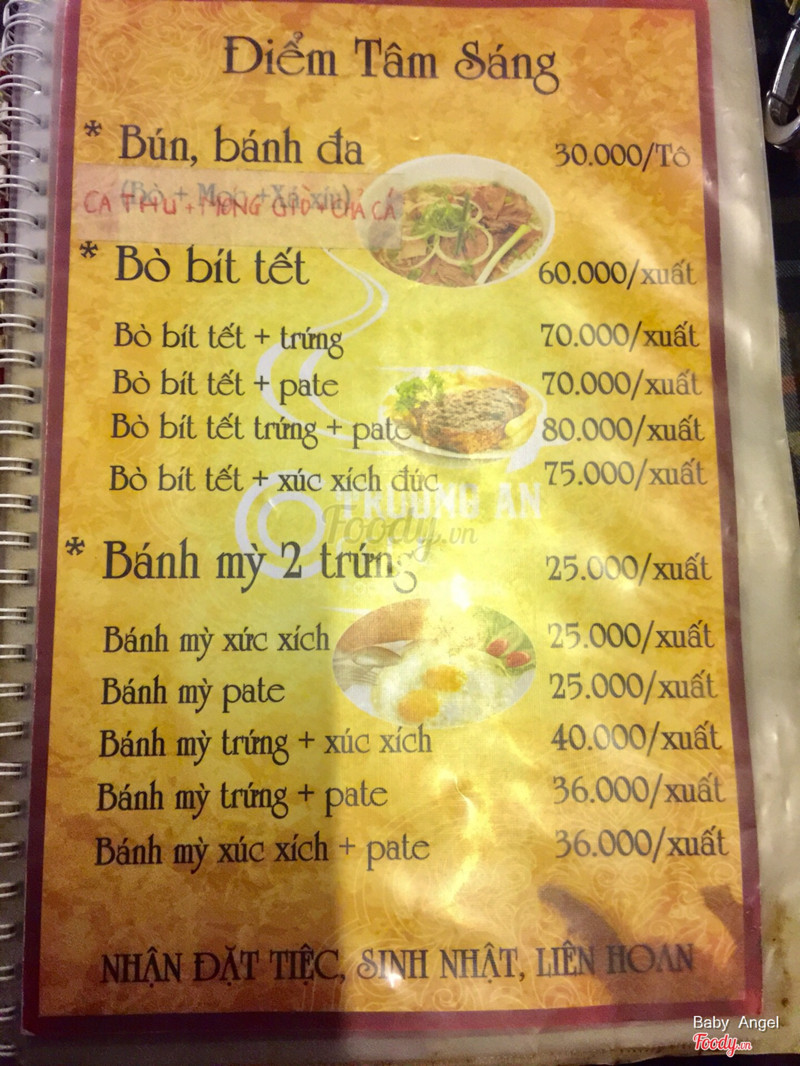 Điểm Tâm Sáng
* Bún, bánh đa 30.000/Tô
CÁ THU + MỌNG GIÒ + CHẢ CÁ
* Bò bít tết 60.000/xuất
Bò bít tết + trứng 70.000/xuất
Bò bít tết + pate 70.000/xuất
Bò bít tết trứng + pate 80.000/xuất
Bò bít tết + xúc xích đức 75.000/xuất
TRƯỜNG AN
Foody.vn
* Bánh mỳ 2 trứng 25.000/xuất
Bánh mỳ xức xích 25.000/xuất
Bánh mỳ pate 25.000/xuất
Bánh mỳ trứng + xúc xích 40.000/xuất
Bánh mỳ trứng + pate 36.000/xuất
Bánh mỳ xúc xích + pate 36.000/xuất
NHẬN ĐẶT TIỆC, SINH NHẬT, LIÊN HOAN
Baby Angel
Foody.vn